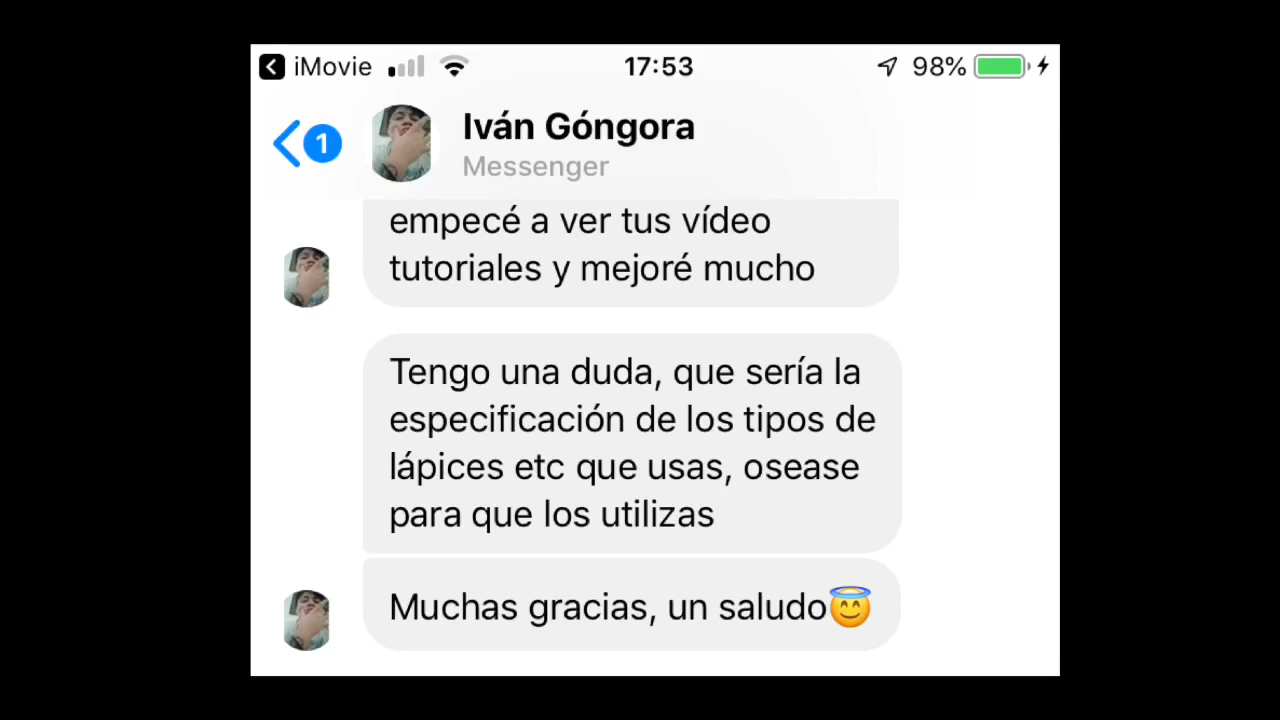 iMovie 17:53 98%
1 Iván Góngora
Messenger
empecé a ver tus vídeo
tutoriales y mejoré mucho
Tengo una duda, que sería la
especificación de los tipos de
lápices etc que usas, osease
para que los utilizas
Muchas gracias, un saludo😇